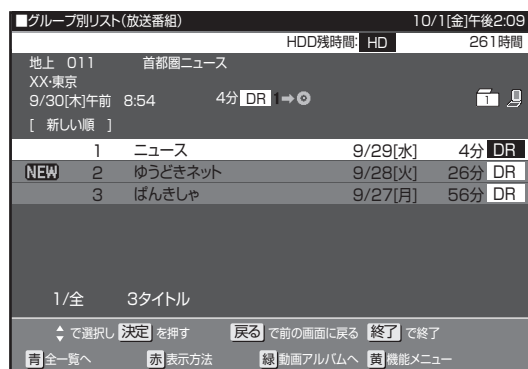 ■グループ別リスト（放送番組） 10/1[金]午後2:09
HDD残時間: HD 261時間
地上 011 首都圏ニュース
XX・東京
9/30[木]午前 8:54 4分 DR 1➡ 1
[ 新しい順 ]
1 ニュース 9/29[水] 4分 DR
NEW 2 ゆうどきネット 9/28[火] 26分 DR
3 ばんきしゃ 9/27[月] 56分 DR
1/全 3タイトル
で選択し 決定 を押す 戻る で前の画面に戻る 終了 で終了
青 全一覧へ 赤 表示方法 緑 動画アルバムへ 黄 機能メニュー